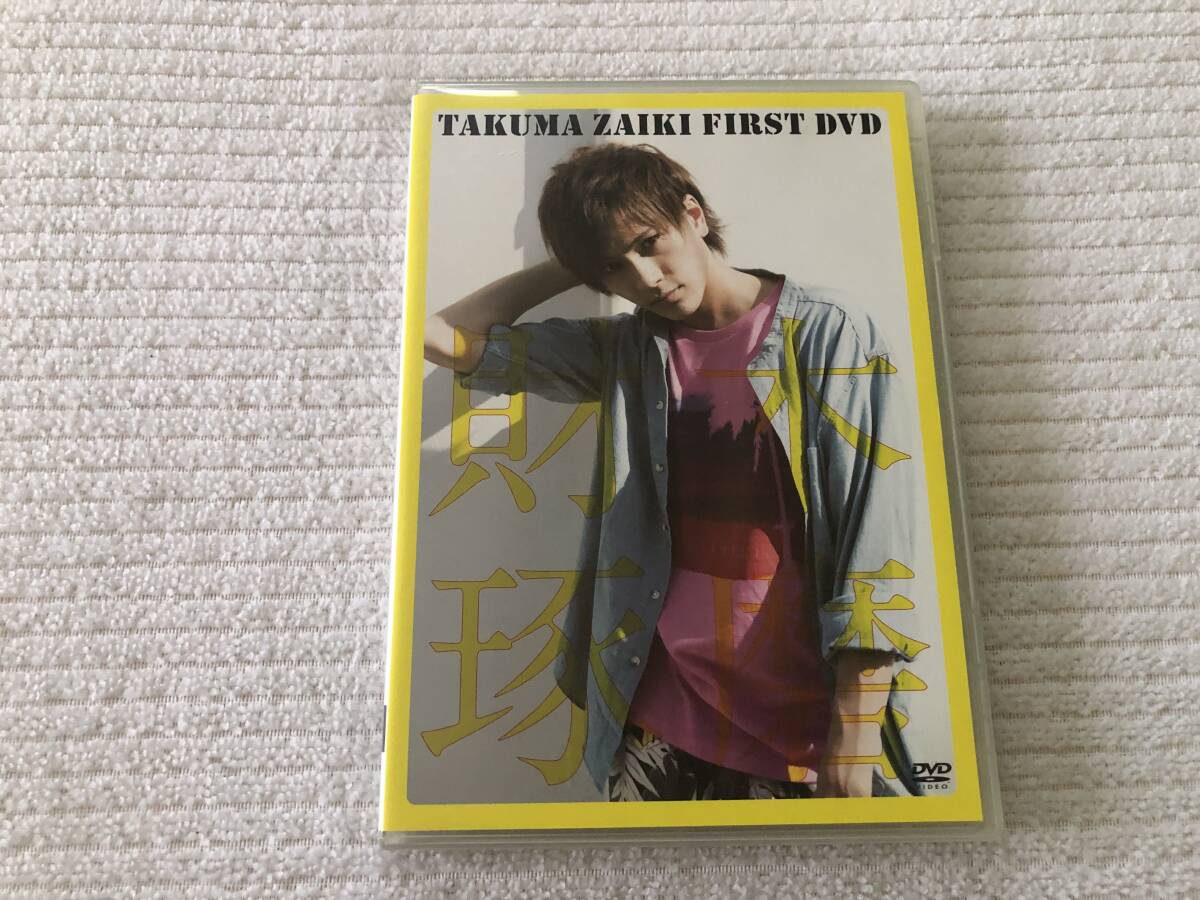 TAKUMA ZAIKI FIRST DVD
財木
琢磨
DVD
VIDEO